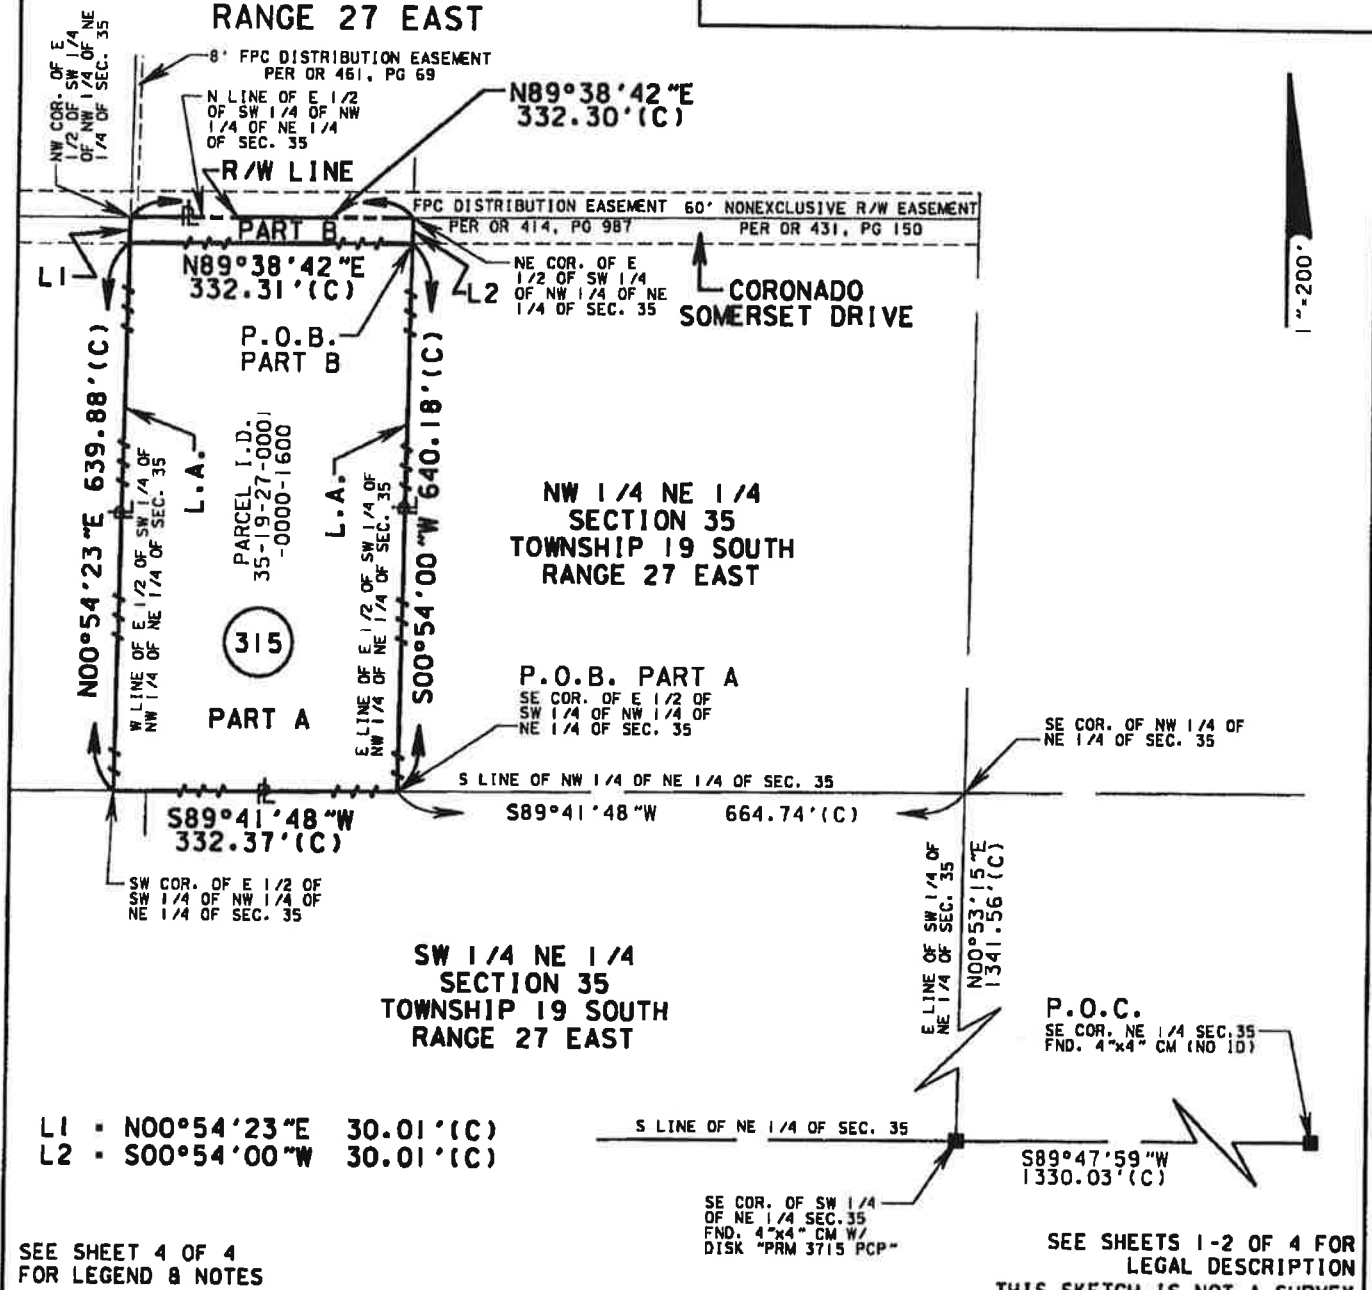 RANGE 27 EAST
NW COR. OF E
1/2 OF SW 1/4
OF NW 1/4 OF NE
1/4 OF SEC. 35
8' FPC DISTRIBUTION EASEMENT
PER OR 461, PG 69
N LINE OF E 1/2
OF SW 1/4 OF NW
1/4 OF NE 1/4
OF SEC. 35
N89°38'42"E
332.30'(C)
R/W LINE
FPC DISTRIBUTION EASEMENT
PER OR 414, PG 987
60' NONEXCLUSIVE R/W EASEMENT
PER OR 431, PG 150
PART B
L1
N89°38'42"E
332.31'(C)
L2
NE COR. OF E
1/2 OF SW 1/4
OF NW 1/4 OF NE
1/4 OF SEC. 35
CORONADO
SOMERSET DRIVE
1"=200'
P.O.B.
PART B
N00°54'23"E 639.88'(C)
W LINE OF E 1/2 OF SW 1/4 OF
NW 1/4 OF NE 1/4 OF SEC. 35
L.A.
PARCEL I.D.
35-19-27-0001
-0000-1600
L.A.
E LINE OF E 1/2 OF SW 1/4 OF
NW 1/4 OF NE 1/4 OF SEC. 35
S00°54'00"W 640.18'(C)
315
PART A
NW 1/4 NE 1/4
SECTION 35
TOWNSHIP 19 SOUTH
RANGE 27 EAST
P.O.B. PART A
SE COR. OF E 1/2 OF
SW 1/4 OF NW 1/4 OF
NE 1/4 OF SEC. 35
SE COR. OF NW 1/4 OF
NE 1/4 OF SEC. 35
S LINE OF NW 1/4 OF NE 1/4 OF SEC. 35
S89°41'48"W 664.74'(C)
S89°41'48"W
332.37'(C)
SW COR. OF E 1/2 OF
SW 1/4 OF NW 1/4 OF
NE 1/4 OF SEC. 35
E LINE OF SW 1/4 OF
NE 1/4 OF SEC. 35
N00°53'15"E
1341.56'(C)
SW 1/4 NE 1/4
SECTION 35
TOWNSHIP 19 SOUTH
RANGE 27 EAST
P.O.C.
SE COR. NE 1/4 SEC.35
FND. 4"x4" CM (NO ID)
L1 = N00°54'23"E 30.01'(C)
L2 = S00°54'00"W 30.01'(C)
S LINE OF NE 1/4 OF SEC. 35
S89°47'59"W
1330.03'(C)
SE COR. OF SW 1/4
OF NE 1/4 SEC.35
FND. 4"x4" CM W/
DISK "PRM 3715 PCP"
SEE SHEET 4 OF 4
FOR LEGEND & NOTES
SEE SHEETS 1-2 OF 4 FOR
LEGAL DESCRIPTION
THIS SKETCH IS NOT A SURVEY